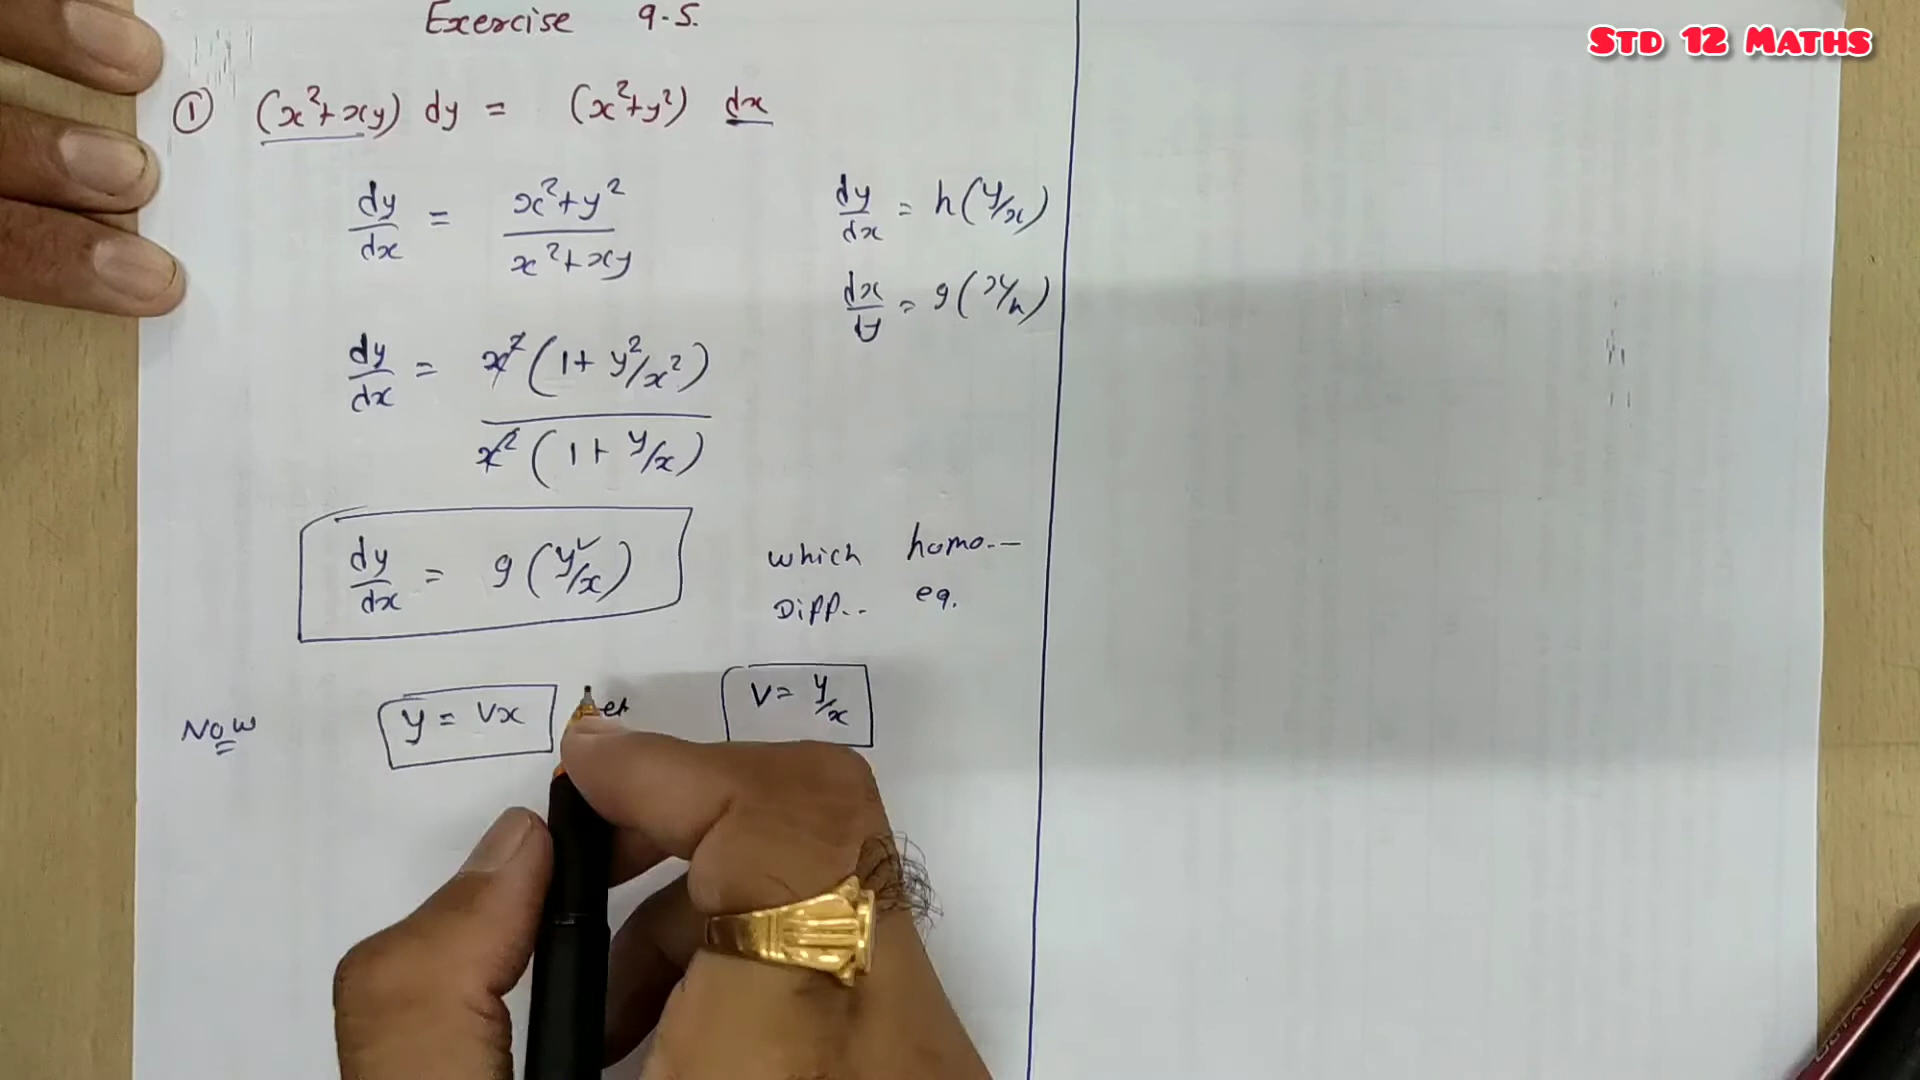 Exercise 9.5.
Std 12 Maths
① (x²+xy) dy = (x²+y²) dx
dy/dx = x²+y² / x²+xy
dy/dx = h(y/x)
dx/dy = g(
dy/dx = x²(1+y²/x²) / x²(1+y/x)
dy/dx = g(y/x)
which homo.--
Diff.. eq.
Now y = vx
v = y/x